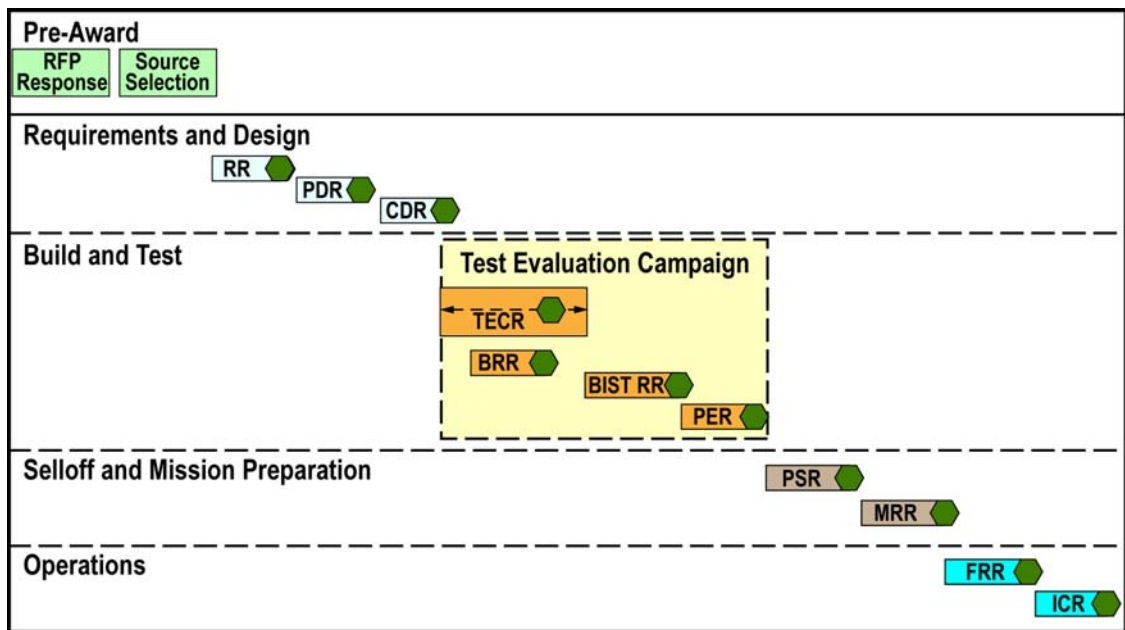 Pre-Award
RFP
Response
Source
Selection
Requirements and Design
RR
PDR
CDR
Build and Test
Test Evaluation Campaign
TECR
BRR
BIST RR
PER
Selloff and Mission Preparation
PSR
MRR
Operations
FRR
ICR